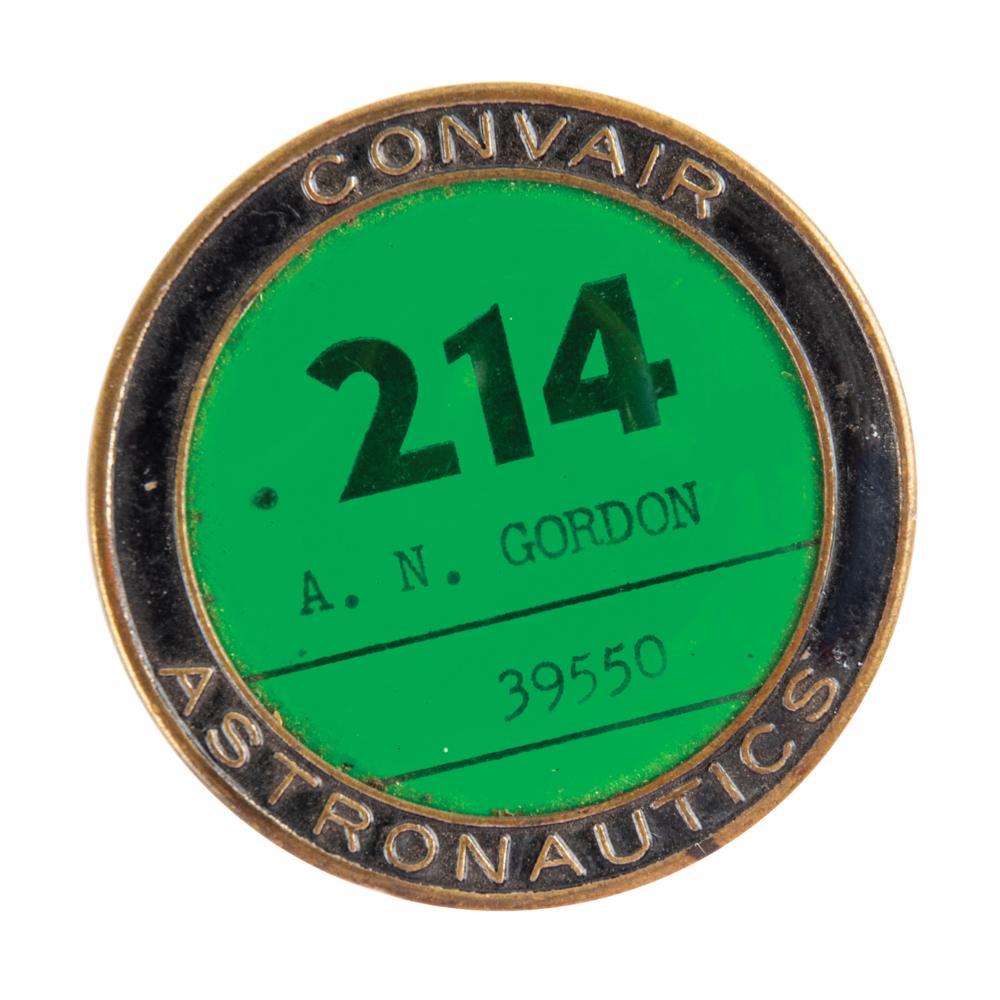 CONVAIR
214
A. N. GORDON
39550
ASTRONAUTICS